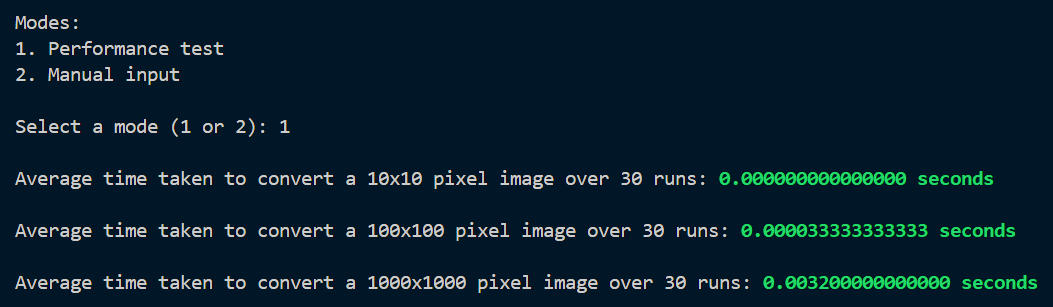 Modes:
1. Performance test
2. Manual input
Select a mode (1 or 2): 1
Average time taken to convert a 10x10 pixel image over 30 runs: 0.000000000000000 seconds
Average time taken to convert a 100x100 pixel image over 30 runs: 0.000033333333333 seconds
Average time taken to convert a 1000x1000 pixel image over 30 runs: 0.003200000000000 seconds